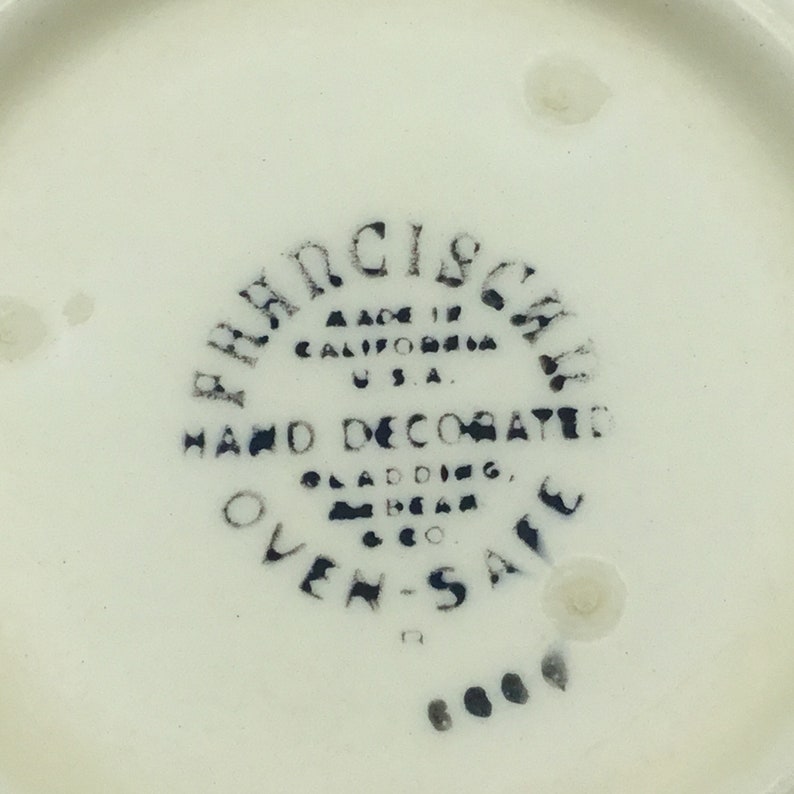 FRANCISCAN
MADE IN
CALIFORNIA
U.S.A.
HAND DECORATED
GLADDING,
McBEAN
& CO.
OVEN-SAFE